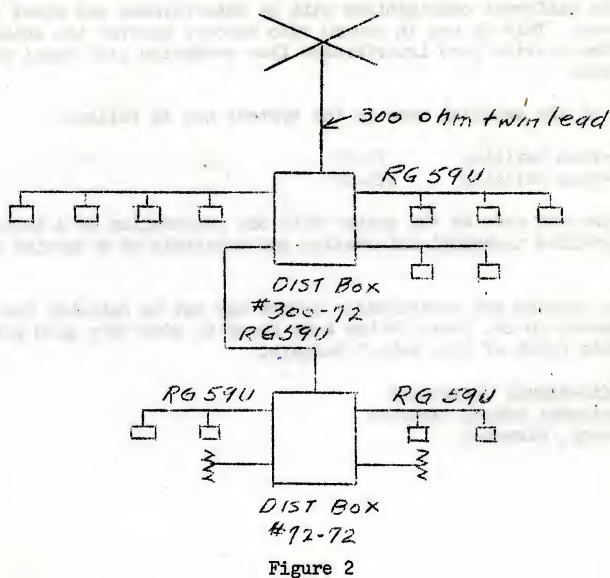 300 ohm twin lead
RG 59U
DIST BOX
#300-72
RG59U
RG 59U RG 59U
DIST BOX
#92-72
Figure 2